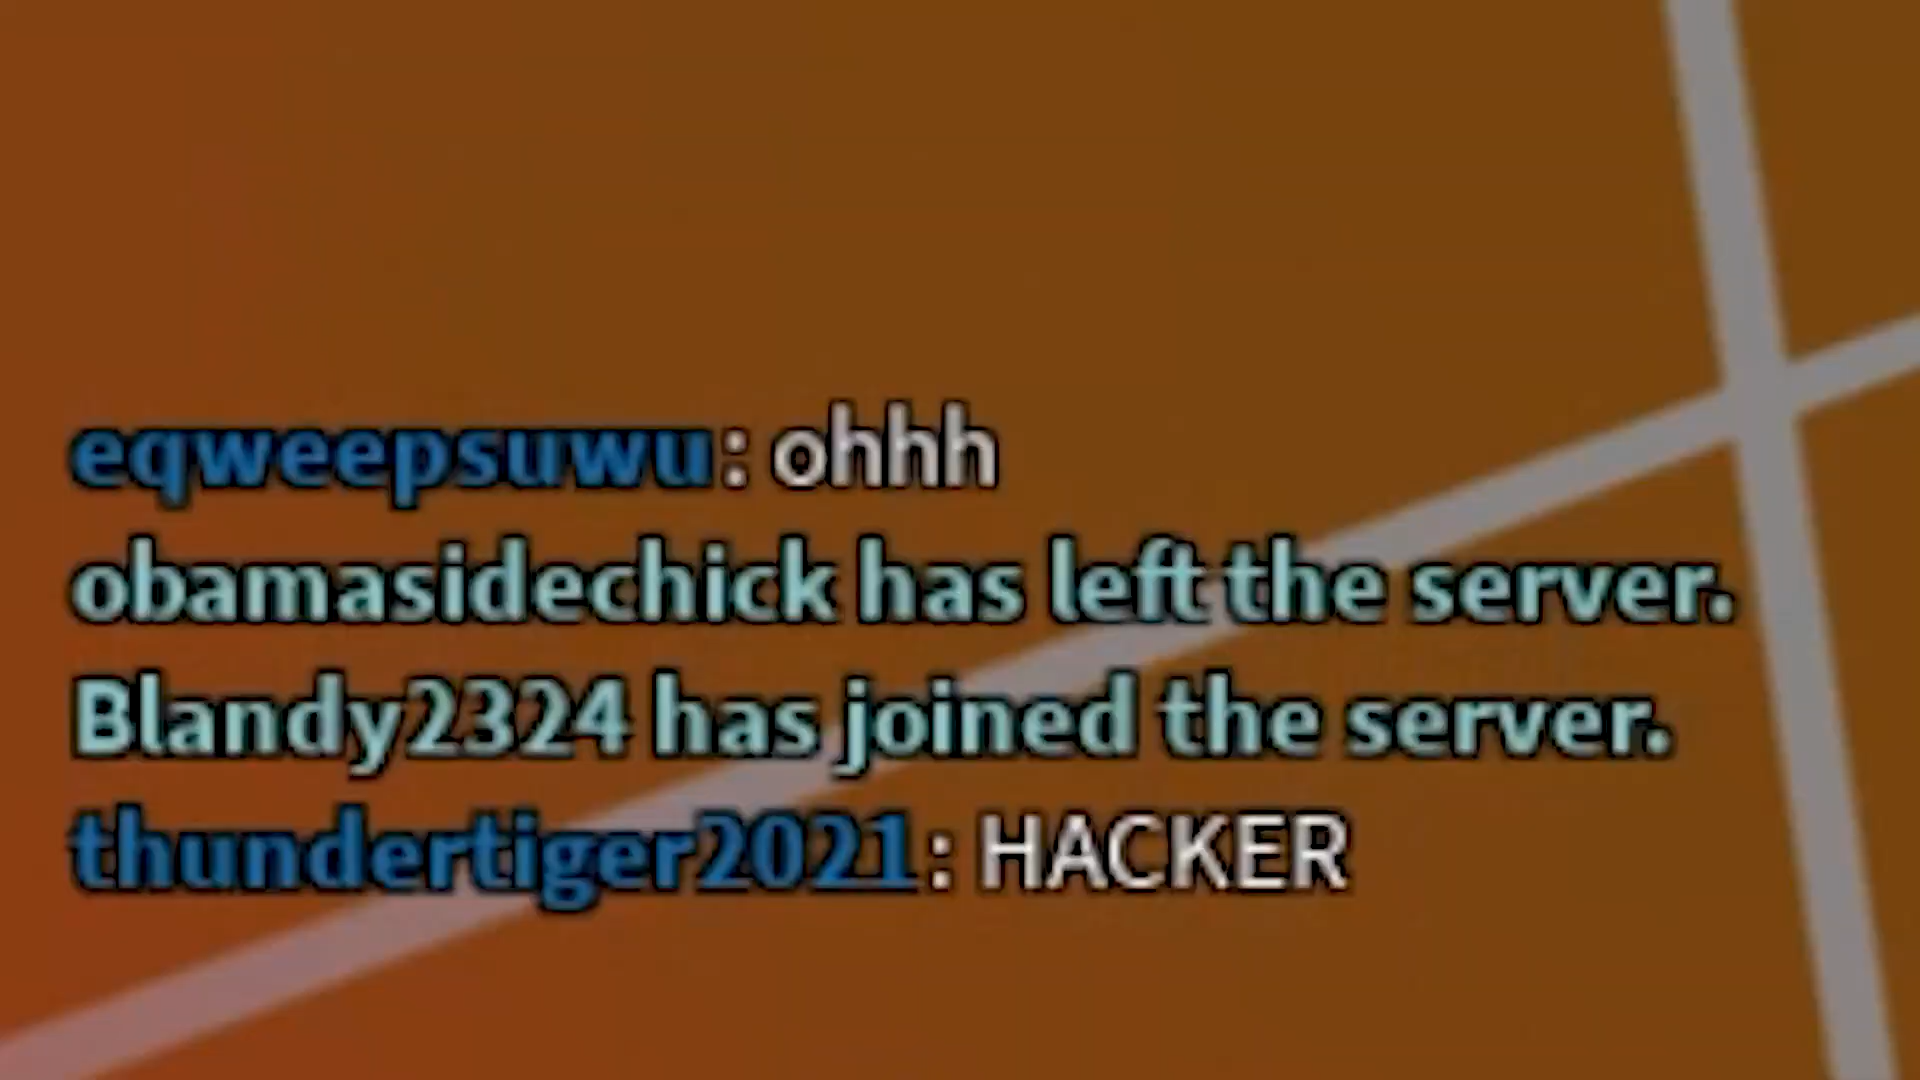 eqweepsuwu: ohhh
obamasidechick has left the server.
Blandy2324 has joined the server.
thundertiger2021: HACKER